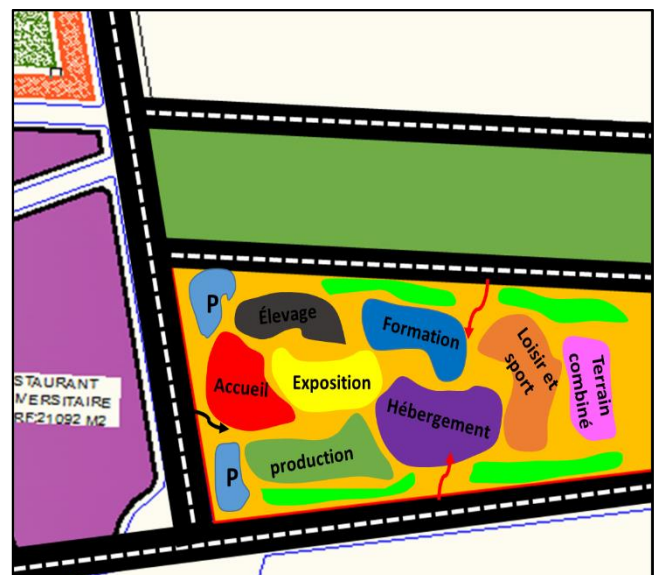 P
Élevage
Formation
Loisir et
sport
Terrain
combiné
Accueil
Exposition
Hébergement
STAURANT
VERSITAIRE
RF:21092 M2
P
production